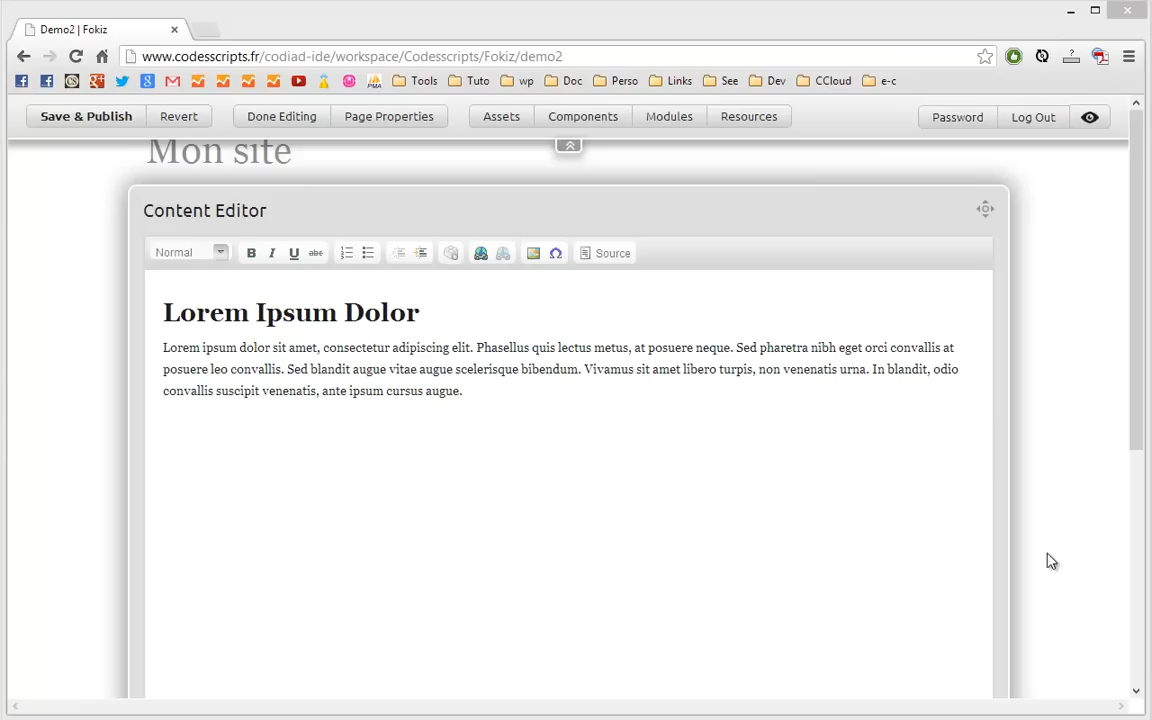 Demo2 | Fokiz
www.codesscripts.fr/codiad-ide/workspace/Codesscripts/Fokiz/demo2
Tools Tuto wp Doc Perso Links See Dev CCloud e-c
Save & Publish Revert Done Editing Page Properties Assets Components Modules Resources Password Log Out
Mon site
Content Editor
Normal B I U abc Source
Lorem Ipsum Dolor
Lorem ipsum dolor sit amet, consectetur adipiscing elit. Phasellus quis lectus metus, at posuere neque. Sed pharetra nibh eget orci convallis at
posuere leo convallis. Sed blandit augue vitae augue scelerisque bibendum. Vivamus sit amet libero turpis, non venenatis urna. In blandit, odio
convallis suscipit venenatis, ante ipsum cursus augue.